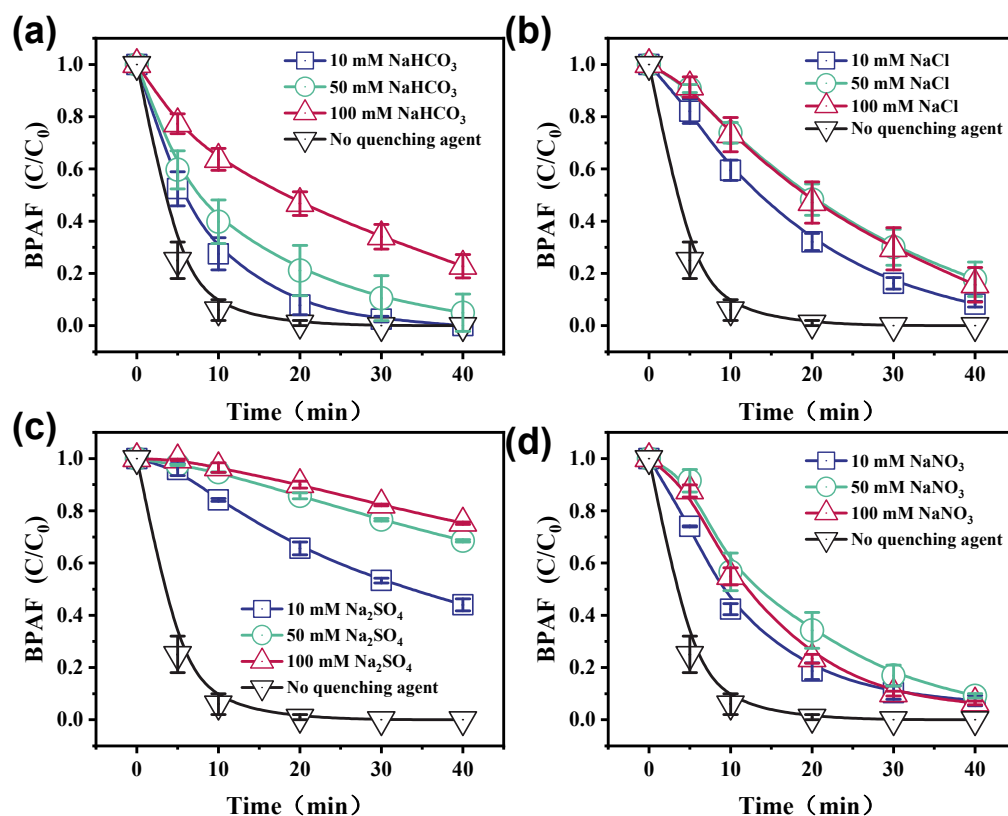 (a)
10 mM NaHCO₃
50 mM NaHCO₃
100 mM NaHCO₃
No quenching agent
BPAF (C/C₀)
1.0
0.8
0.6
0.4
0.2
0.0
0 10 20 30 40
Time（min）
(b)
10 mM NaCl
50 mM NaCl
100 mM NaCl
No quenching agent
BPAF (C/C₀)
1.0
0.8
0.6
0.4
0.2
0.0
0 10 20 30 40
Time（min）
(c)
10 mM Na₂SO₄
50 mM Na₂SO₄
100 mM Na₂SO₄
No quenching agent
BPAF (C/C₀)
1.0
0.8
0.6
0.4
0.2
0.0
0 10 20 30 40
Time（min）
(d)
10 mM NaNO₃
50 mM NaNO₃
100 mM NaNO₃
No quenching agent
BPAF (C/C₀)
1.0
0.8
0.6
0.4
0.2
0.0
0 10 20 30 40
Time（min）